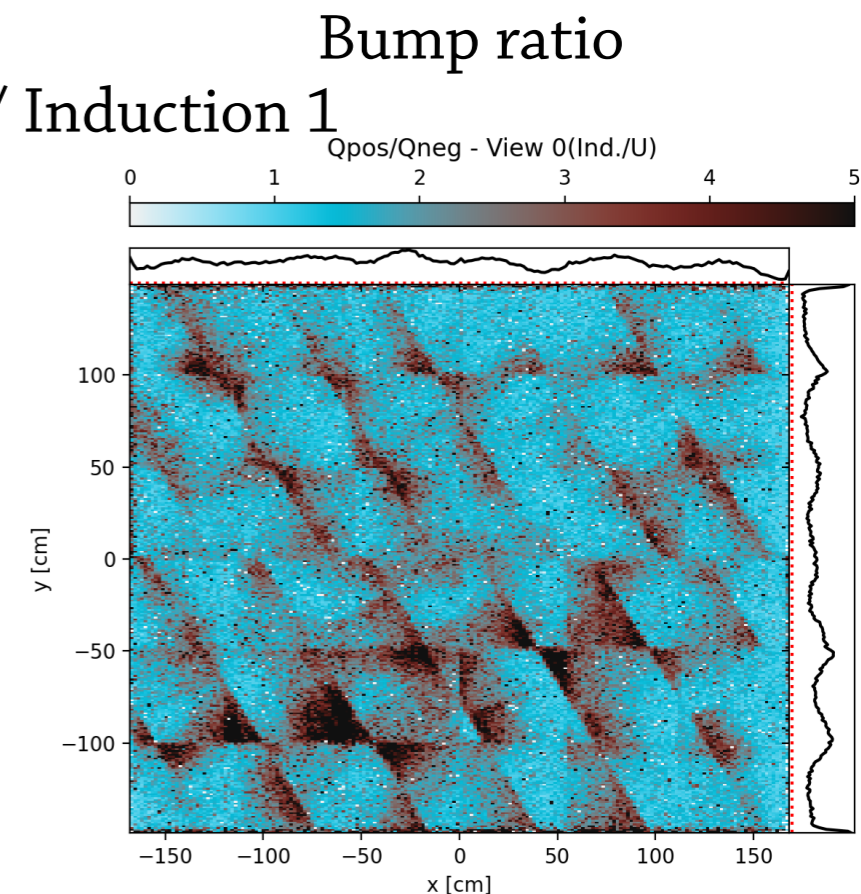 Bump ratio
/ Induction 1
Qpos/Qneg - View 0(Ind./U)
0 1 2 3 4 5
100
50
0
−50
−100
y [cm]
−150 −100 −50 0 50 100 150
x [cm]